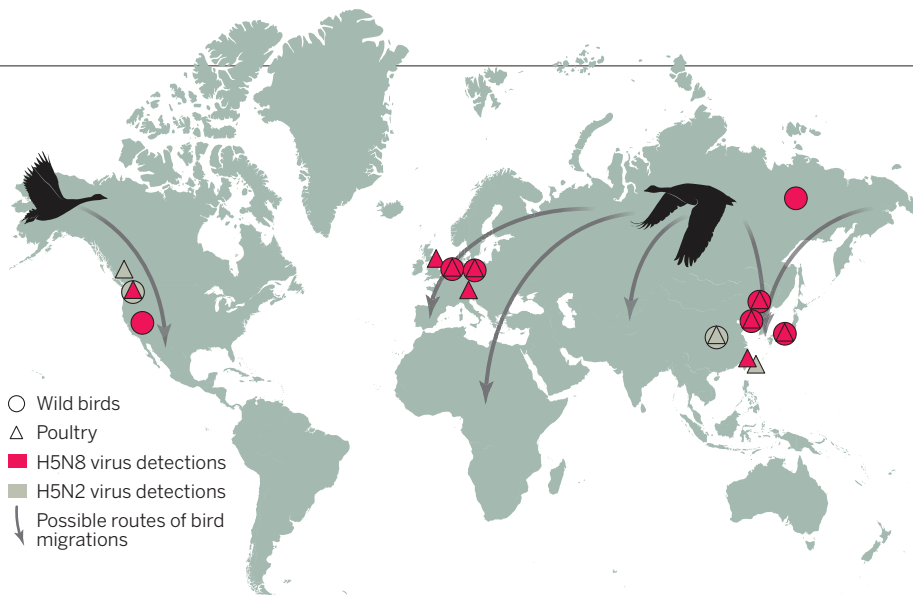 Wild birds
Poultry
H5N8 virus detections
H5N2 virus detections
Possible routes of bird
migrations